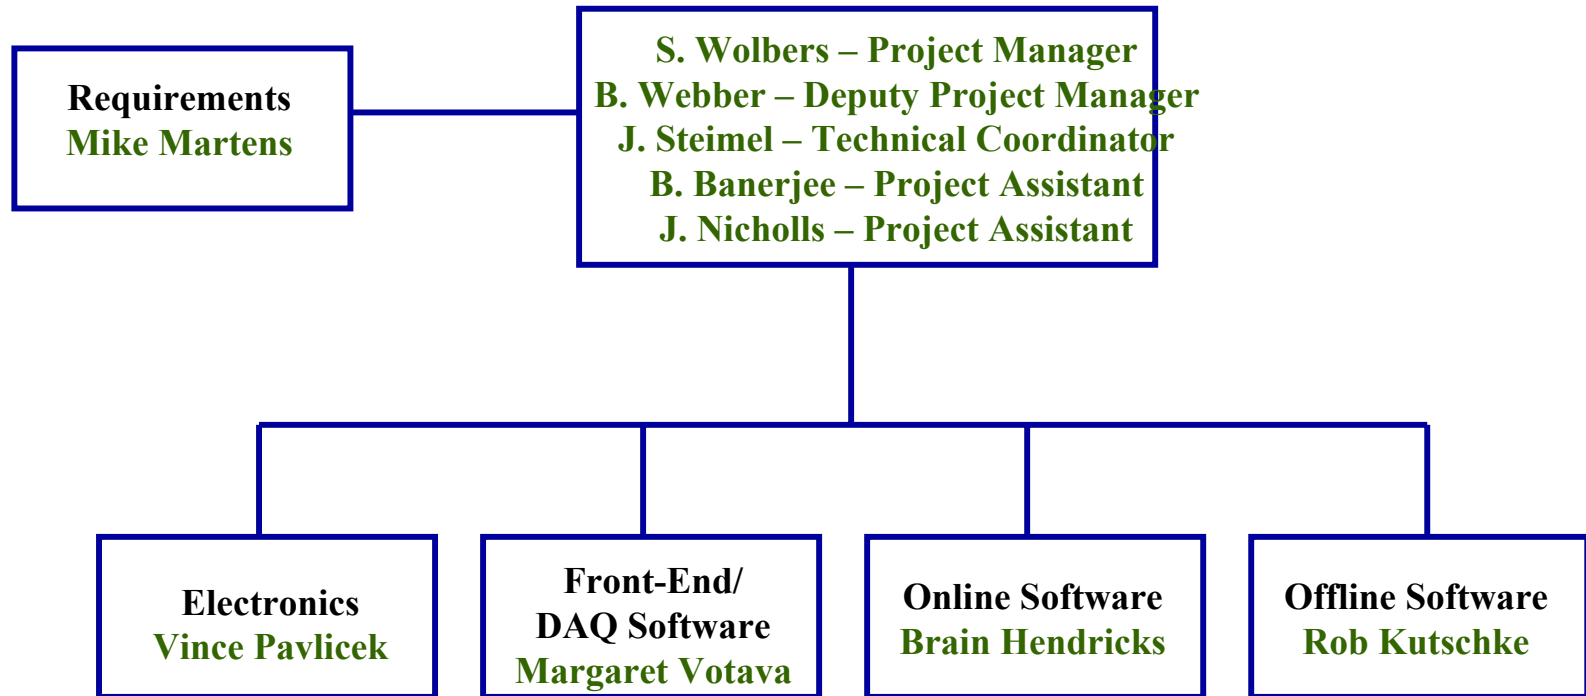 Requirements
Mike Martens
S. Wolbers – Project Manager
B. Webber – Deputy Project Manager
J. Steimel – Technical Coordinator
B. Banerjee – Project Assistant
J. Nicholls – Project Assistant
Electronics
Vince Pavlicek
Front-End/
DAQ Software
Margaret Votava
Online Software
Brain Hendricks
Offline Software
Rob Kutschke